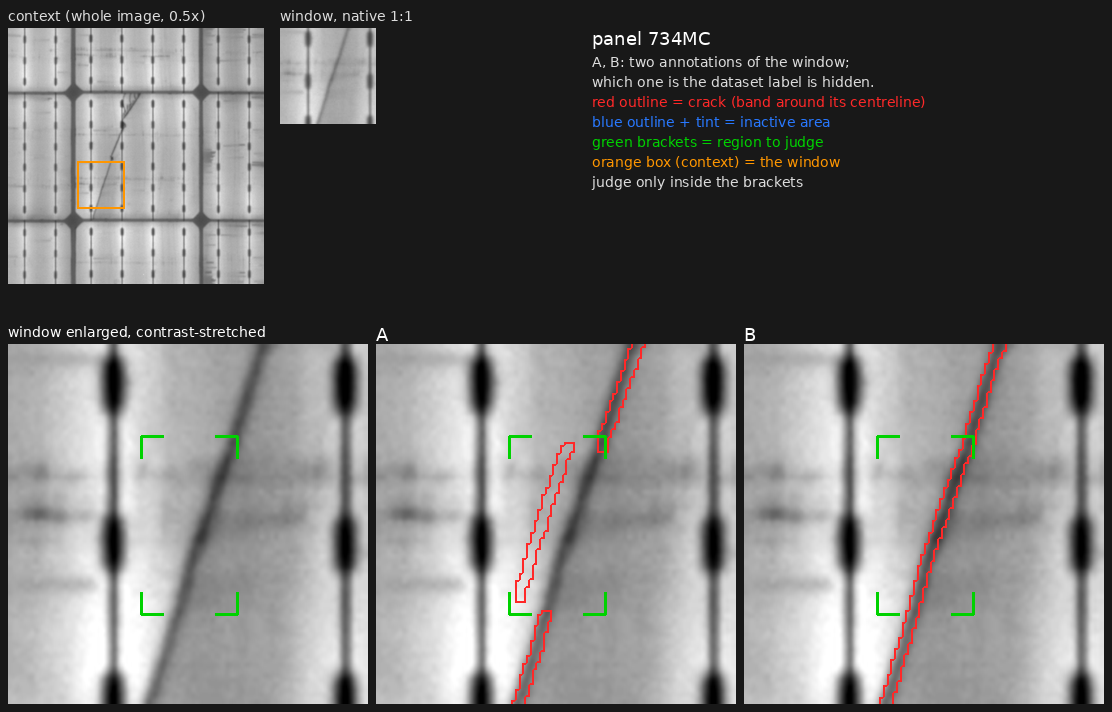 context (whole image, 0.5x)
window, native 1:1
panel 734MC
A, B: two annotations of the window;
which one is the dataset label is hidden.
red outline = crack (band around its centreline)
blue outline + tint = inactive area
green brackets = region to judge
orange box (context) = the window
judge only inside the brackets
window enlarged, contrast-stretched
A
B